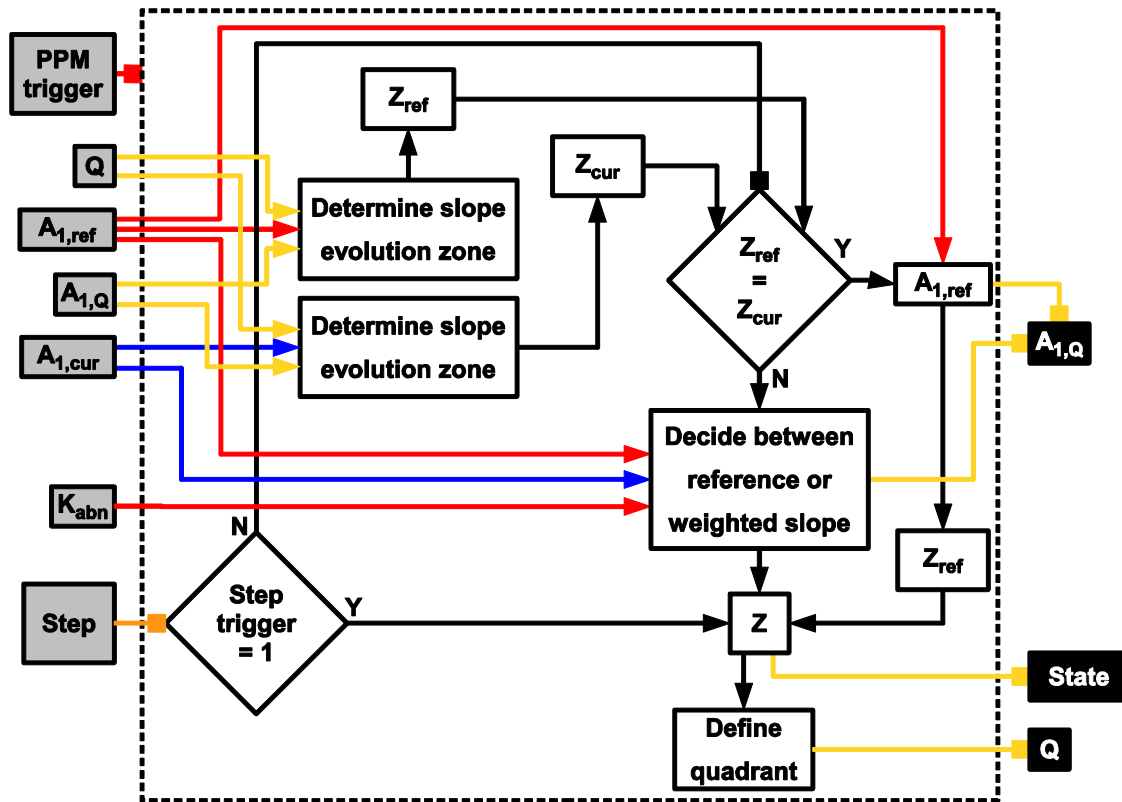 PPM
trigger
Q
A1,ref
A1,Q
A1,cur
Kabn
Step
Zref
Zcur
Determine slope
evolution zone
Determine slope
evolution zone
Zref
=
Zcur
Y
N
A1,ref
A1,Q
Decide between
reference or
weighted slope
Zref
N
Step
trigger
= 1
Y
Z
State
Define
quadrant
Q